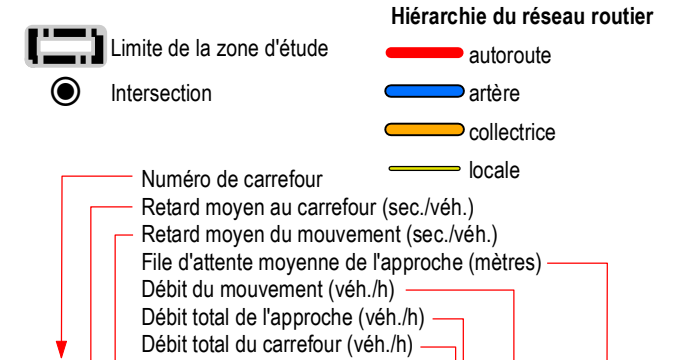 Hiérarchie du réseau routier
Limite de la zone d'étude
autoroute
Intersection
artère
collectrice
locale
Numéro de carrefour
Retard moyen au carrefour (sec./véh.)
Retard moyen du mouvement (sec./véh.)
File d'attente moyenne de l'approche (mètres)
Débit du mouvement (véh./h)
Débit total de l'approche (véh./h)
Débit total du carrefour (véh./h)